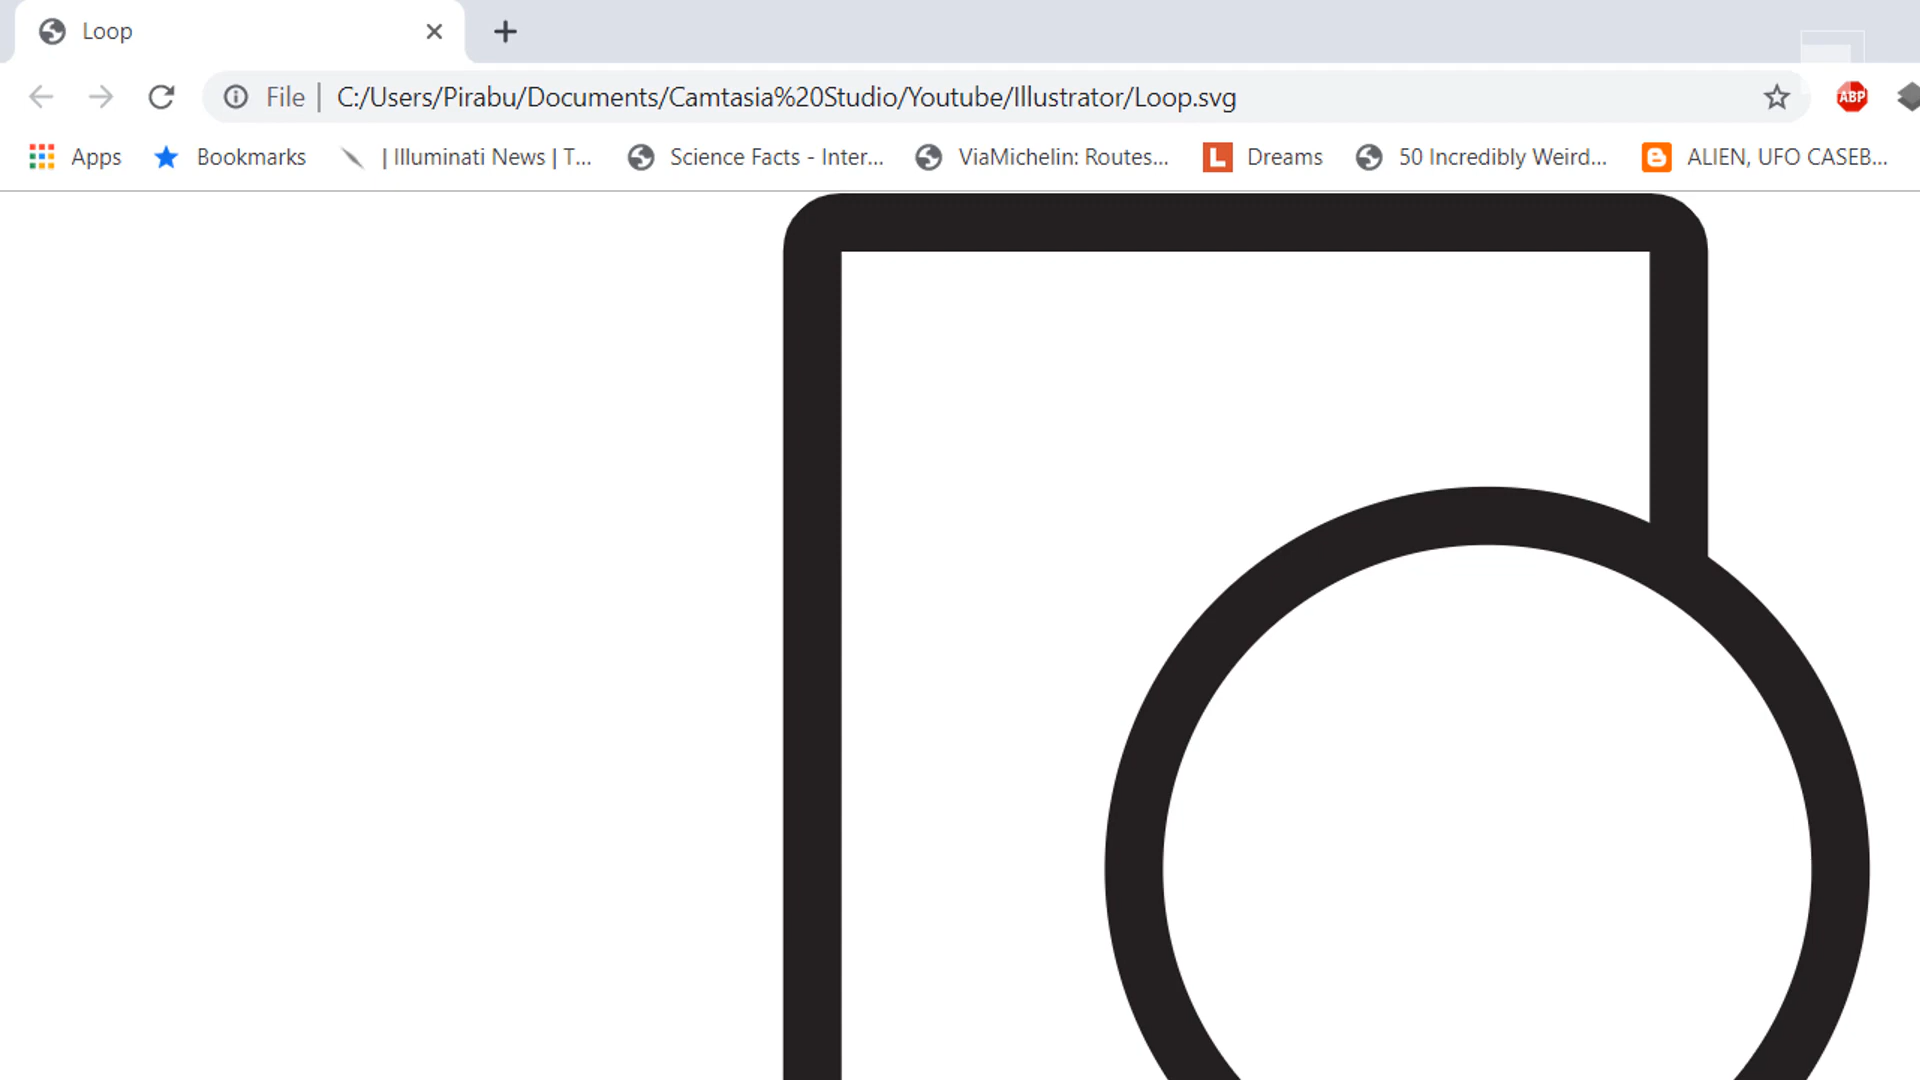 Loop
File | C:/Users/Pirabu/Documents/Camtasia%20Studio/Youtube/Illustrator/Loop.svg
ABP
Apps Bookmarks | Illuminati News | T... Science Facts - Inter... ViaMichelin: Routes... L Dreams 50 Incredibly Weird... ALIEN, UFO CASEB...